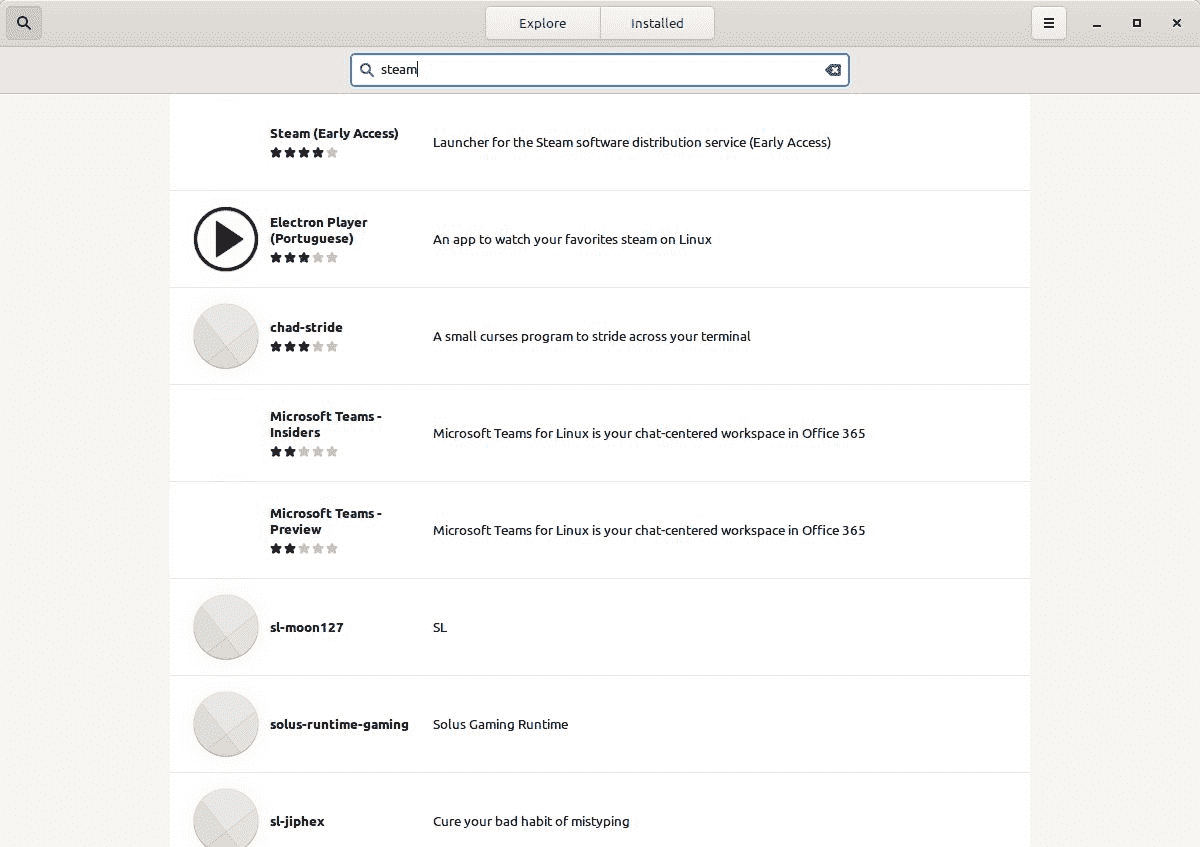 Explore
Installed
steam
Steam (Early Access)
Launcher for the Steam software distribution service (Early Access)
Electron Player
(Portuguese)
An app to watch your favorites steam on Linux
chad-stride
A small curses program to stride across your terminal
Microsoft Teams -
Insiders
Microsoft Teams for Linux is your chat-centered workspace in Office 365
Microsoft Teams -
Preview
Microsoft Teams for Linux is your chat-centered workspace in Office 365
sl-moon127
SL
solus-runtime-gaming
Solus Gaming Runtime
sl-jiphex
Cure your bad habit of mistyping